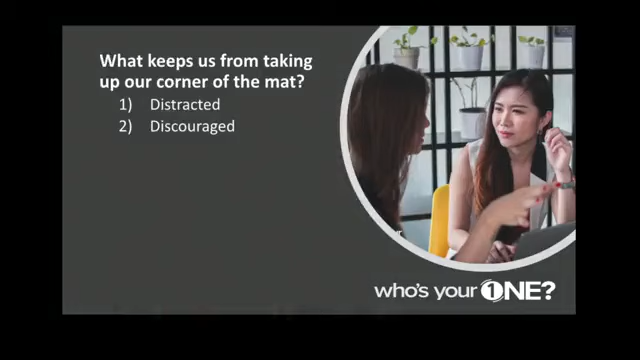 What keeps us from taking
up our corner of the mat?
1) Distracted
2) Discouraged
who's your 1NE?